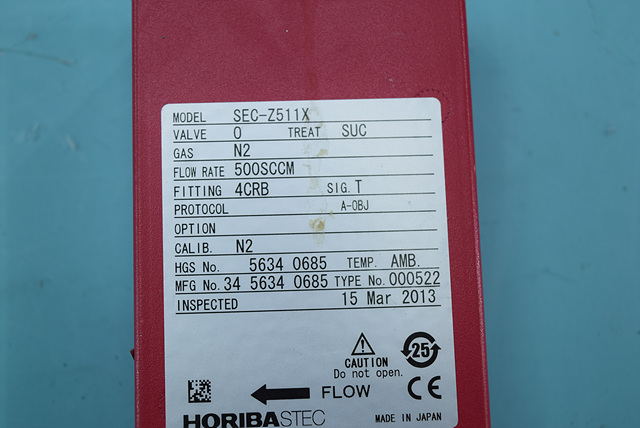 MODEL SEC-Z511X
VALVE O TREAT SUC
GAS N2
FLOW RATE 500SCCM
FITTING 4CRB SIG. T
PROTOCOL A-OBJ
OPTION
CALIB. N2
HGS No. 5634 0685 TEMP. AMB.
MFG No. 34 5634 0685 TYPE No. 000522
INSPECTED 15 Mar 2013
25
CAUTION
Do not open.
FLOW CE
HORIBASTEC MADE IN JAPAN